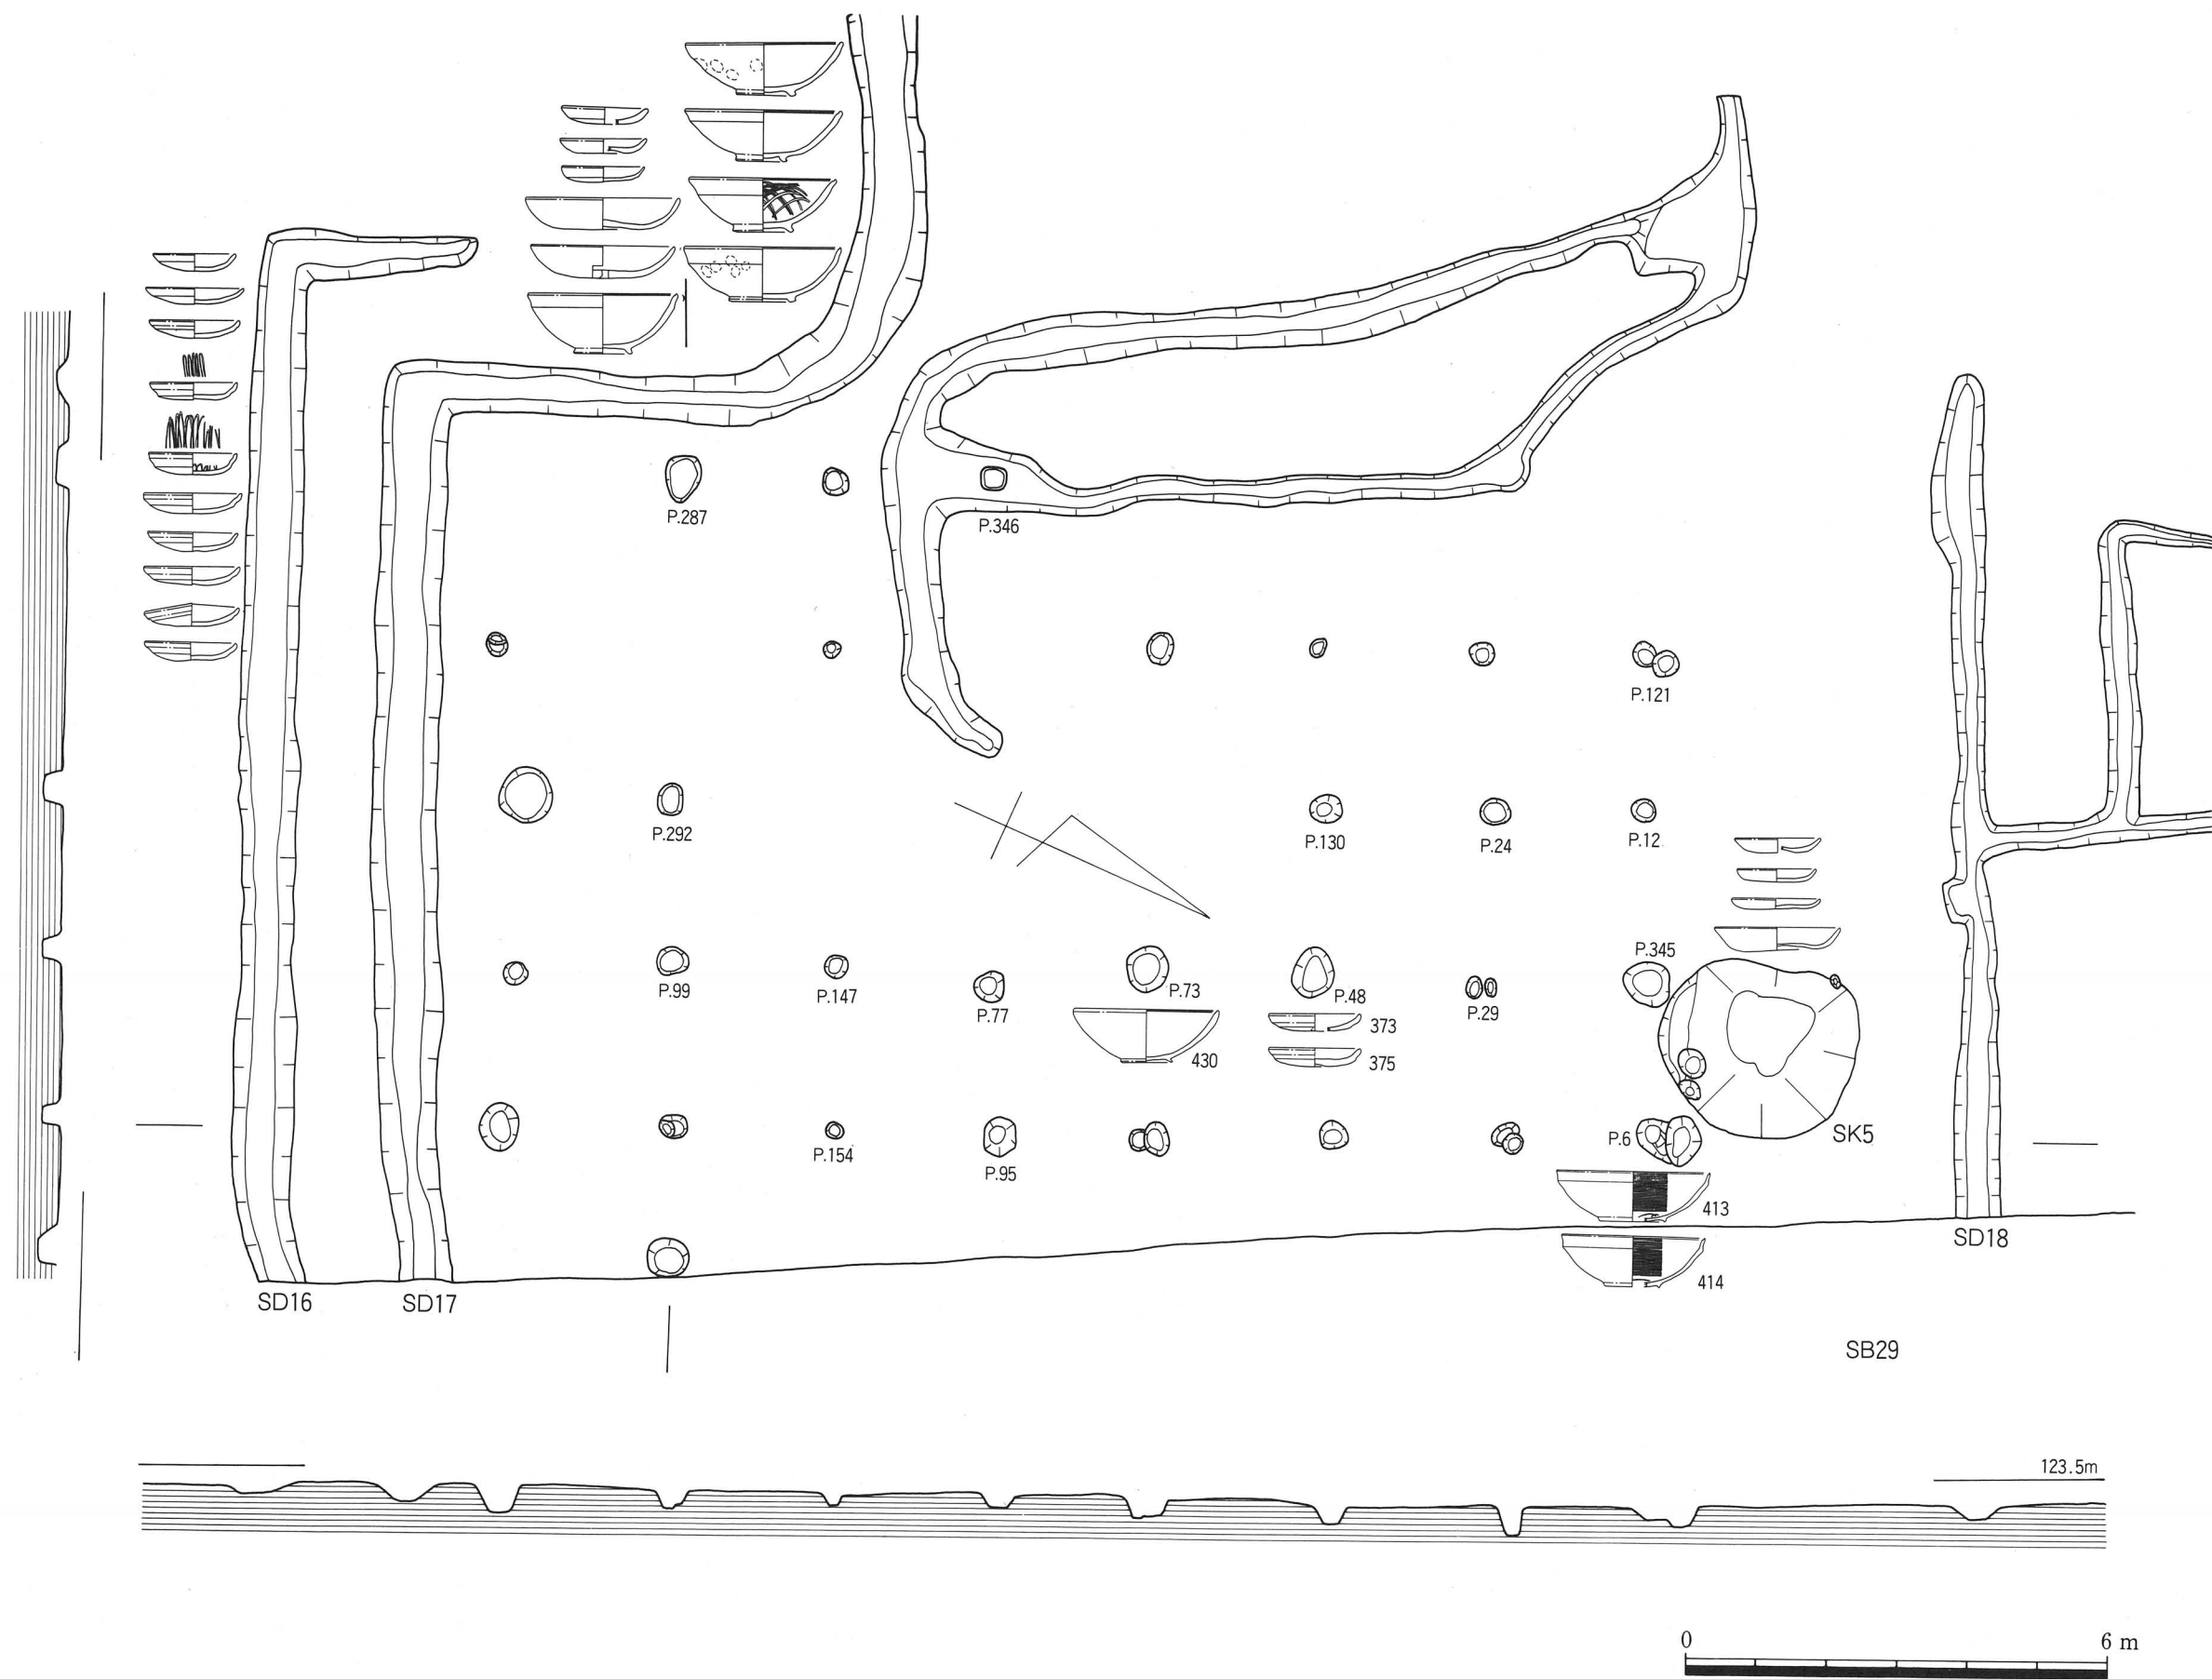 P.287
P.346
P.121
P.292
P.130
P.24
P.12
P.345
P.99
P.147
P.77
P.73
P.48
P.29
373
430
375
SK5
P.154
P.95
P.6
413
SD18
414
SD16
SD17
SB29
123.5m
0
6 m